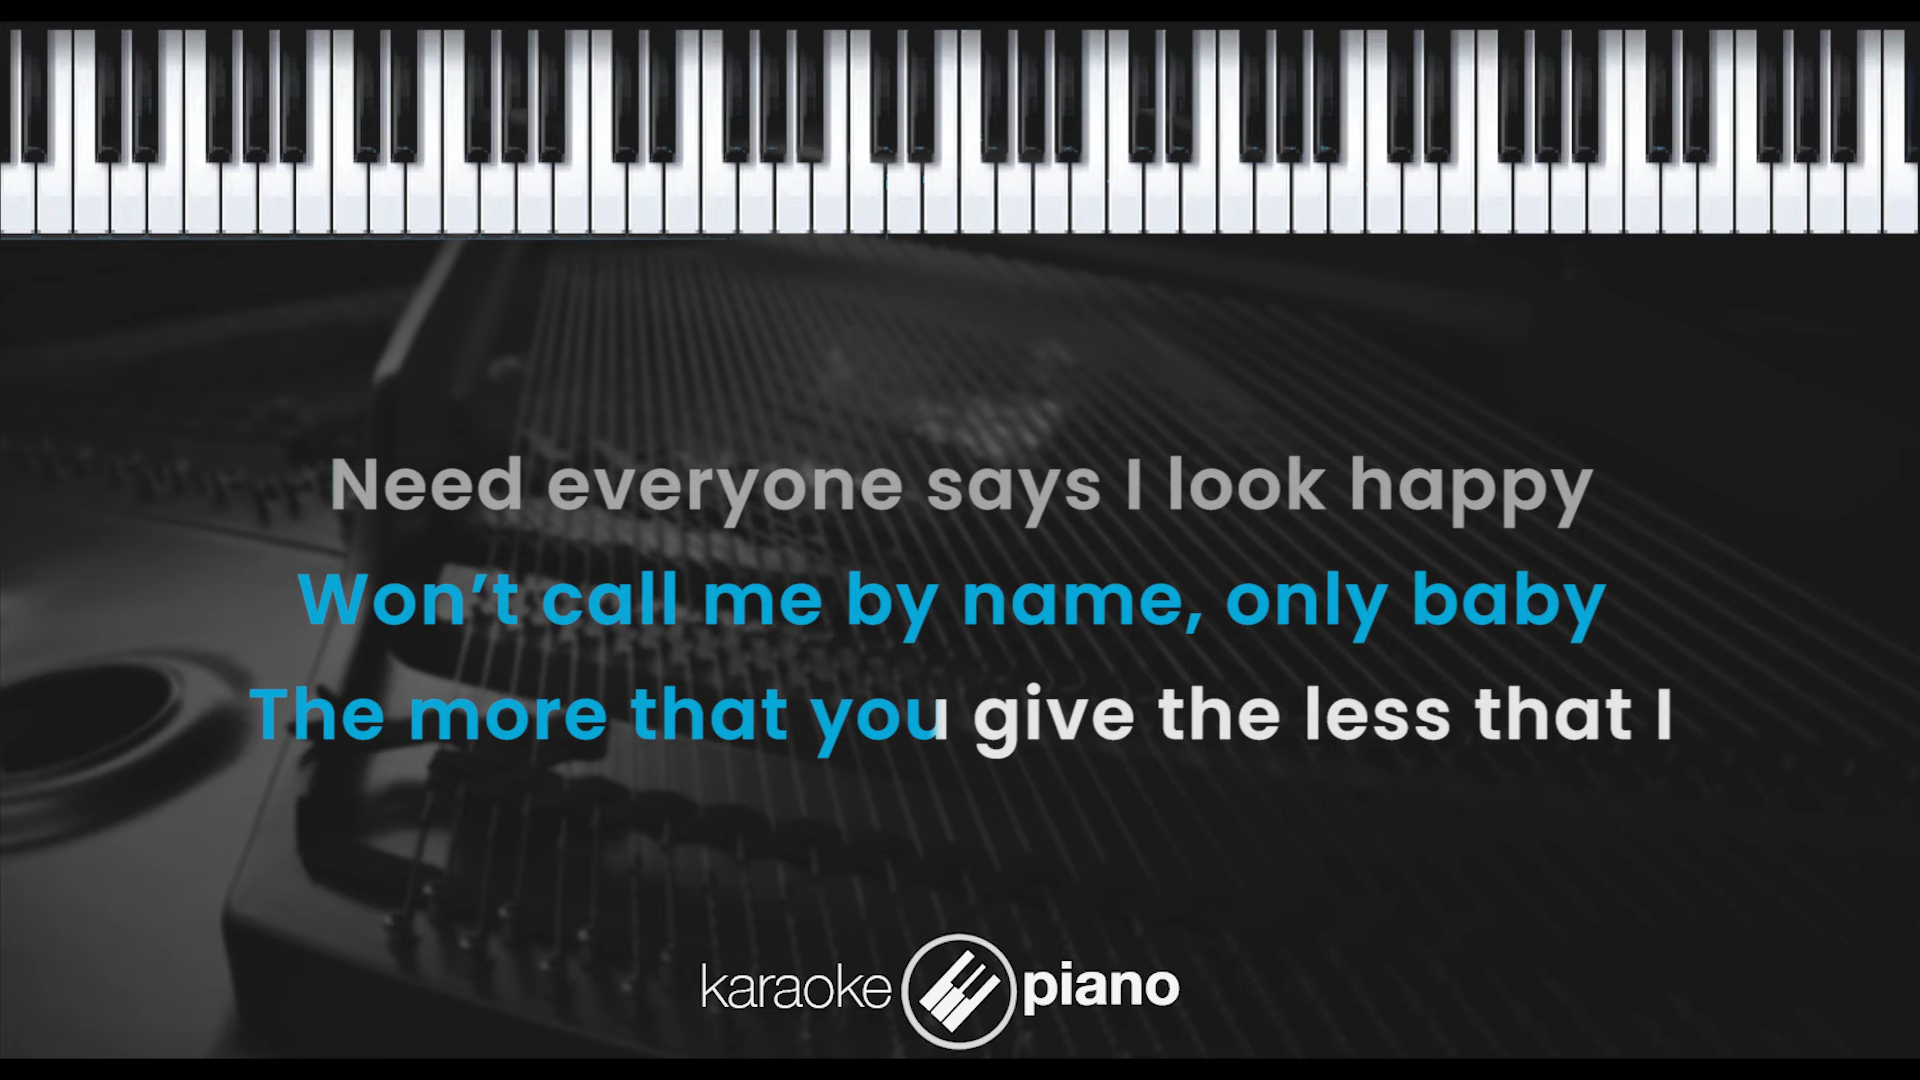 Need everyone says I look happy
Won’t call me by name, only baby
The more that you give the less that I
karaoke piano